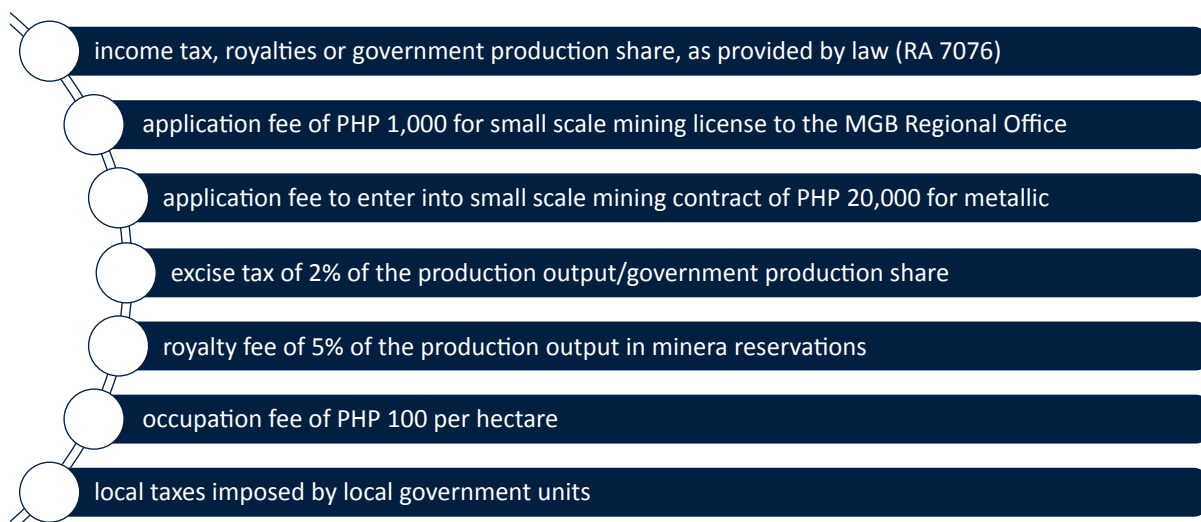 income tax, royalties or government production share, as provided by law (RA 7076)
application fee of PHP 1,000 for small scale mining license to the MGB Regional Office
application fee to enter into small scale mining contract of PHP 20,000 for metallic
excise tax of 2% of the production output/government production share
royalty fee of 5% of the production output in minera reservations
occupation fee of PHP 100 per hectare
local taxes imposed by local government units